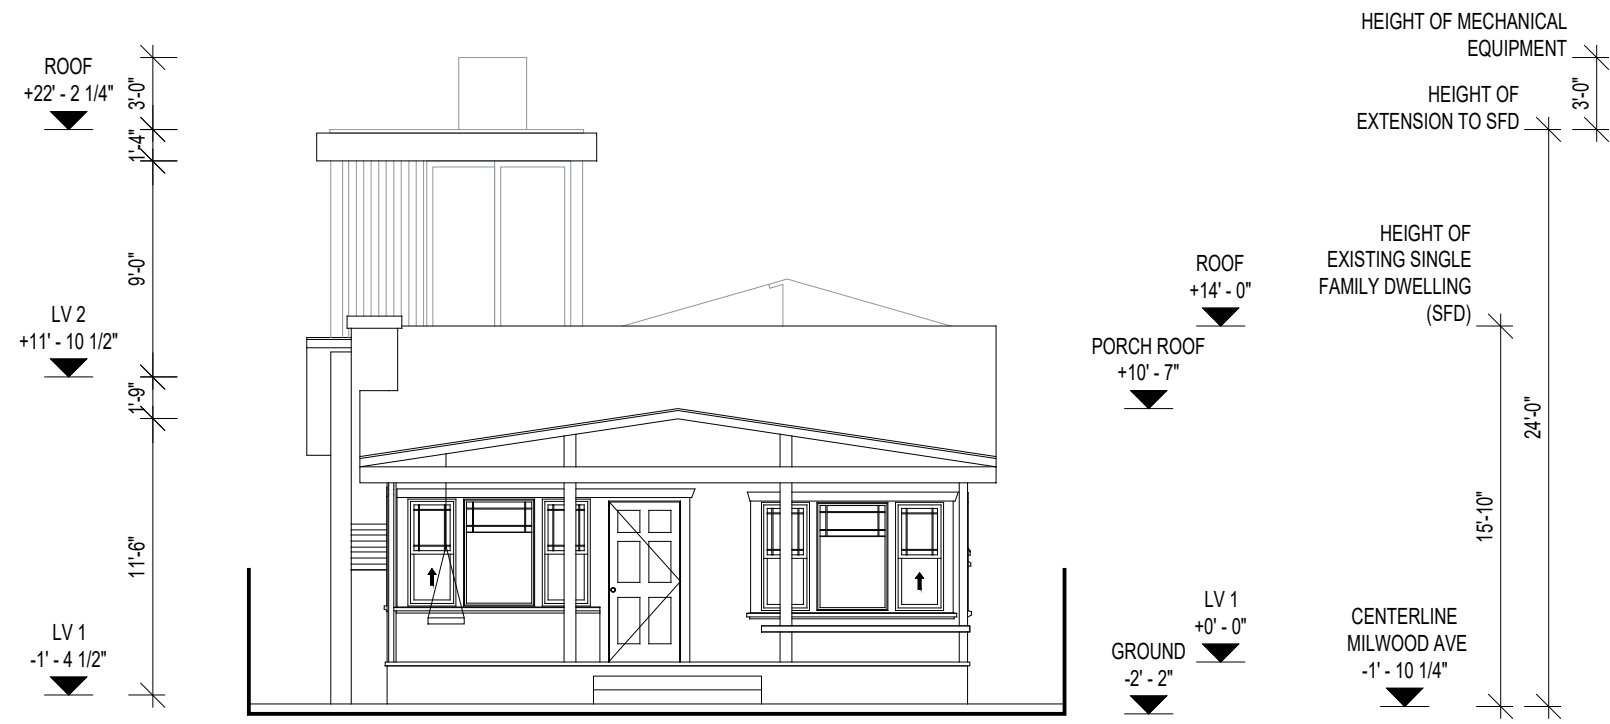 HEIGHT OF MECHANICAL
EQUIPMENT
3'-0"
HEIGHT OF
EXTENSION TO SFD
ROOF
+22' - 2 1/4"
3'-0"
1'-4"
9'-0"
LV 2
+11' - 10 1/2"
1'-9"
11'-6"
LV 1
-1' - 4 1/2"
HEIGHT OF
EXISTING SINGLE
FAMILY DWELLING
(SFD)
ROOF
+14' - 0"
PORCH ROOF
+10' - 7"
24'-0"
15'-10"
LV 1
+0' - 0"
GROUND
-2' - 2"
CENTERLINE
MILWOOD AVE
-1' - 10 1/4"